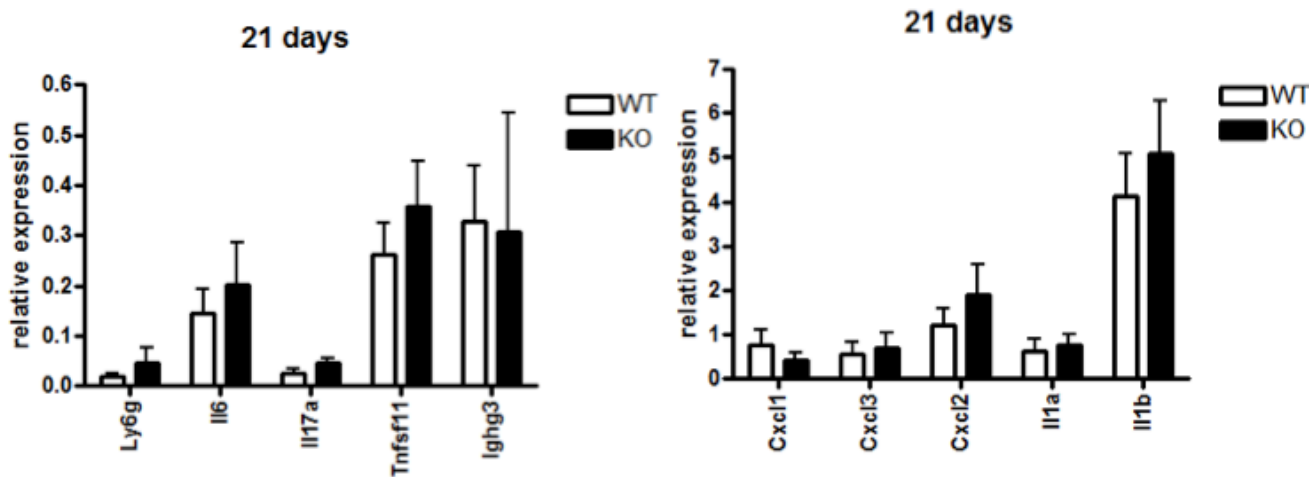 21 days
relative expression
0.6
0.5
0.4
0.3
0.2
0.1
0.0
Ly6g
Il6
Il17a
Tnfsf11
Ighg3
WT
KO
21 days
relative expression
7
6
5
4
3
2
1
0
Cxcl1
Cxcl3
Cxcl2
Il1a
Il1b
WT
KO